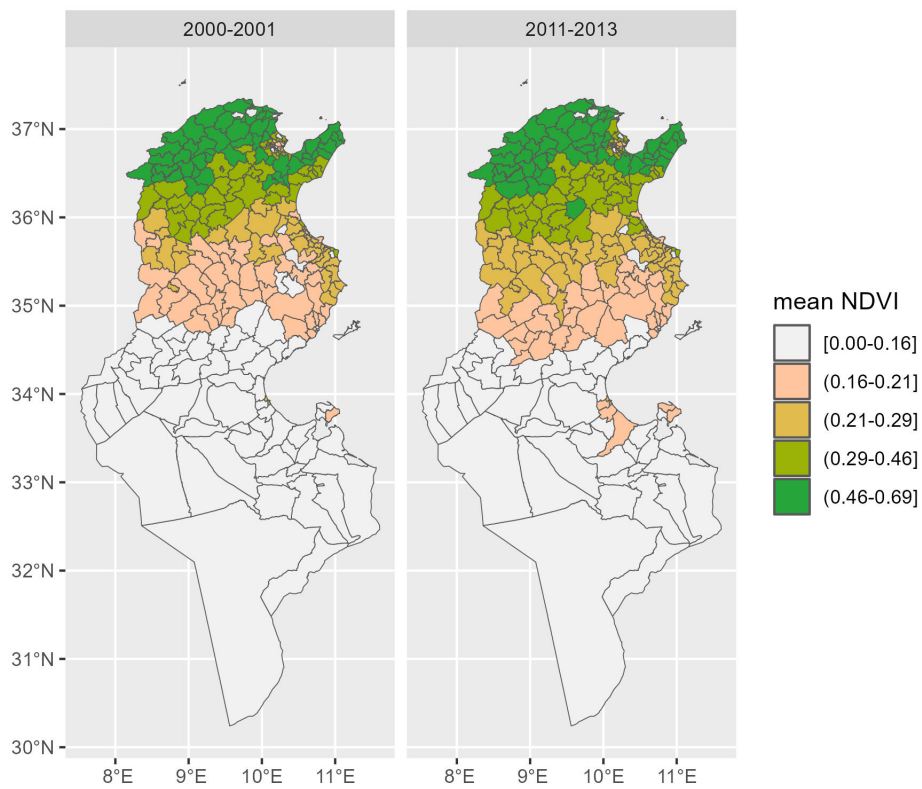 2000-2001
2011-2013
37°N
36°N
35°N
34°N
33°N
32°N
31°N
30°N
8°E 9°E 10°E 11°E
8°E 9°E 10°E 11°E
mean NDVI
[0.00-0.16]
(0.16-0.21]
(0.21-0.29]
(0.29-0.46]
(0.46-0.69]